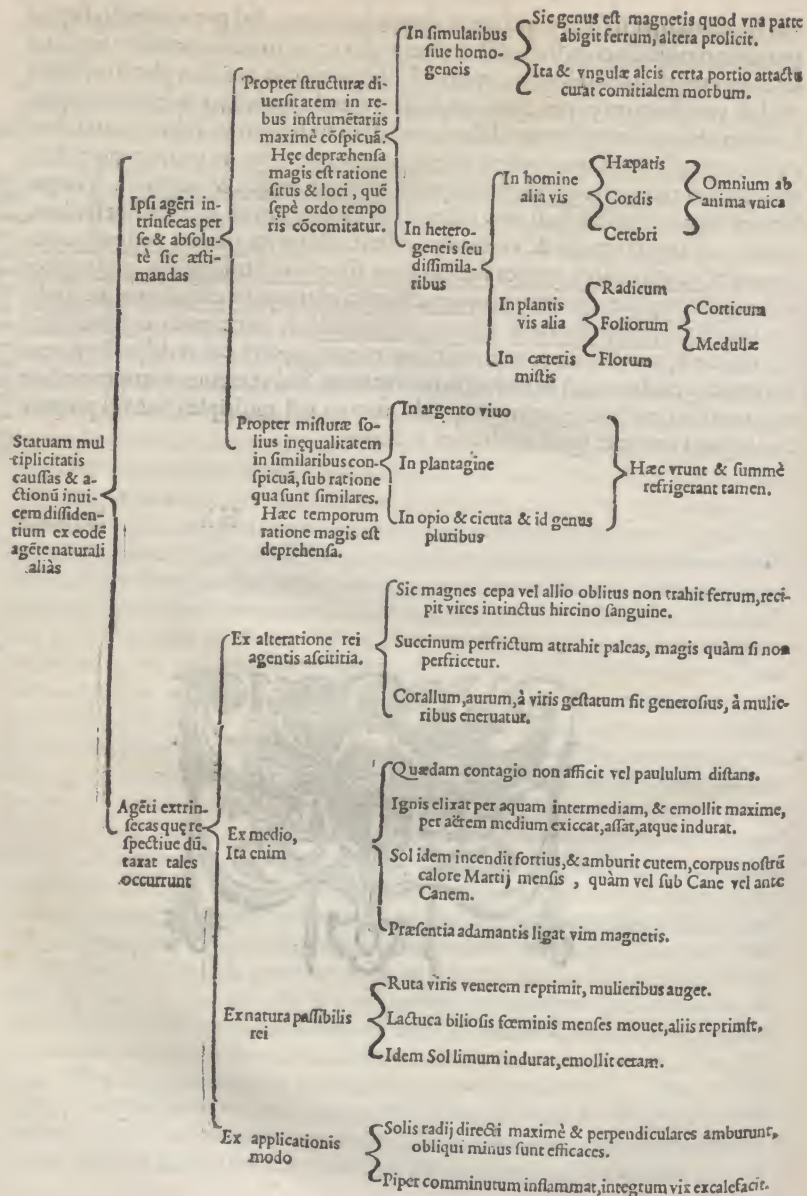 Statuam mul
tiplicitatis
caussas & a-
ctionū inui-
cem dissiden-
tium ex eodē
agēte naturali
aliàs
Ipsi agēti in-
trinsecas per
se & absolu-
tè sic æsti-
mandas
Propter structuræ di-
uersitatem in re-
bus instrumētariis
maximè cōspicuā.
Hęc depræhensa
magis est ratione
situs & loci, quē
sępè ordo tempo
ris cōcomitatur.
In simularibus
siue homo-
geneis
Sic genus est magnetis quod vna parte
abigit ferrum, altera prolicit.
Ita & vngulæ alcis certa portio attactu
curat comitialem morbum.
In hetero-
geneis seu
dissimila-
ribus
In homine
alia vis
Hæpatis
Cordis
Cerebri
Omnium ab
anima vnica
In plantis
vis alia
Radicum
Foliorum
Florum
Corticum
Medullæ
In cæteris
mistis
Propter misturæ so-
lius inęqualitatem
in similaribus con-
spicuā, sub ratione
qua sunt similares.
Hæc temporum
ratione magis est
deprehensa.
In argento viuo
In plantagine
In opio & cicuta & id genus
pluribus
Hæc vrunt & summè
refrigerant tamen.
Agēti extrin-
secas quę re-
spectiue dū-
taxat tales
occurrunt
Ex alteratione rei
agentis ascititia.
Sic magnes cepa vel allio oblitus non trahit ferrum, reci-
pit vires intinctus hircino sanguine.
Succinum perfrictum attrahit paleas, magis quàm si non
perfricetur.
Corallum, aurum, à viris gestatum fit generosius, à mulie-
ribus eneruatur.
Ex medio,
Ita enim
Quædam contagio non afficit vel paululum distans.
Ignis elixat per aquam intermediam, & emollit maxime,
per aërem medium exiccat, assat, atque indurat.
Sol idem incendit fortius, & amburit cutem, corpus nostrū
calore Martij mensis, quàm vel sub Cane vel ante
Canem.
Præsentia adamantis ligat vim magnetis.
Ex natura passibilis
rei
Ruta viris venerem reprimit, mulieribus auget.
Lactuca biliosis fœminis menses mouet, aliis reprimit.
Idem Sol limum indurat, emollit ceram.
Ex applicationis
modo
Solis radij directi maximè & perpendiculares amburunt,
obliqui minus sunt efficaces.
Piper comminutum inflammat, integrum vix excalefacit.